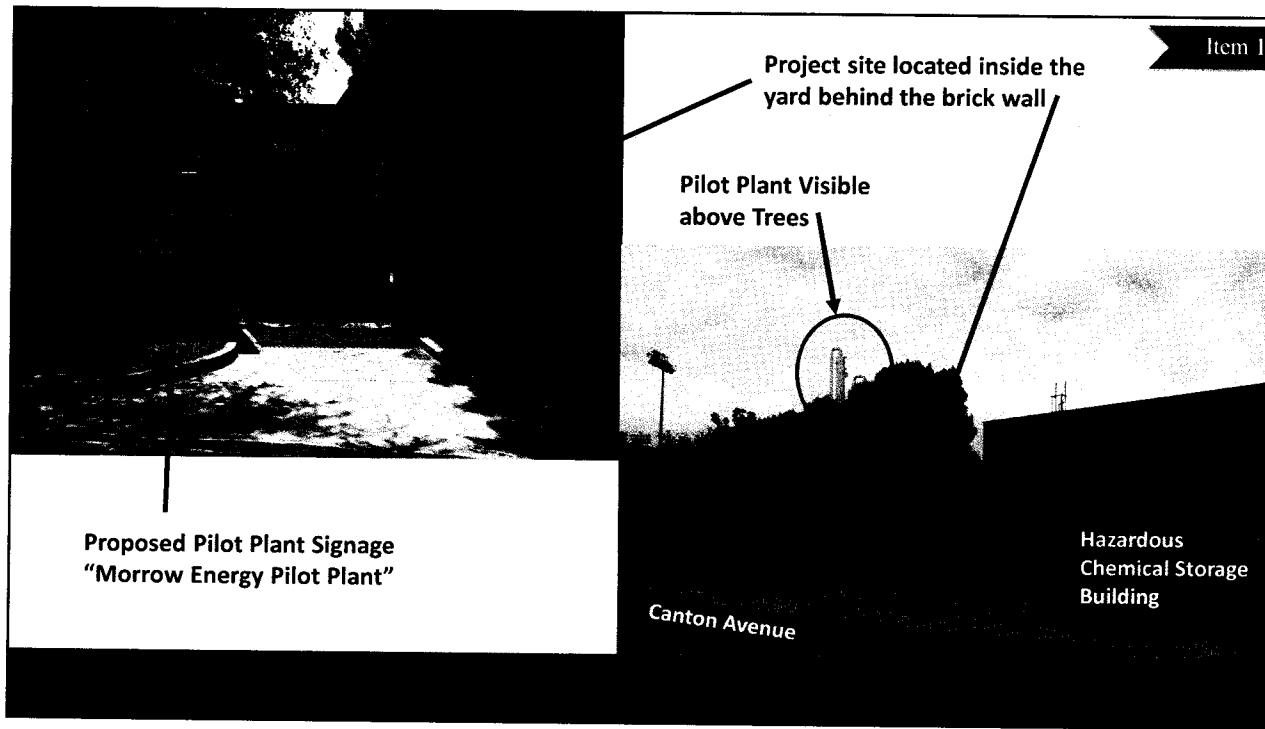 Item 1
Project site located inside the
yard behind the brick wall
Pilot Plant Visible
above Trees
Proposed Pilot Plant Signage
“Morrow Energy Pilot Plant”
Hazardous
Chemical Storage
Building
Canton Avenue